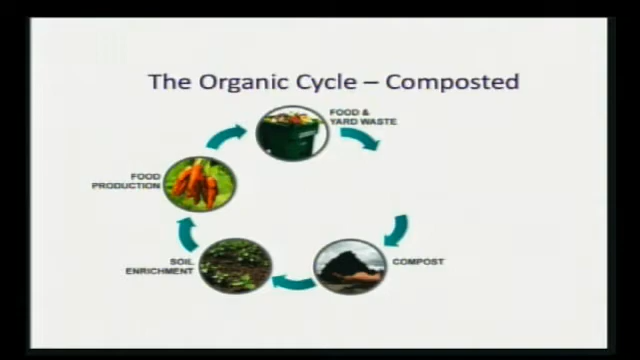 The Organic Cycle – Composted
FOOD &
YARD WASTE
FOOD
PRODUCTION
SOIL
ENRICHMENT
COMPOST